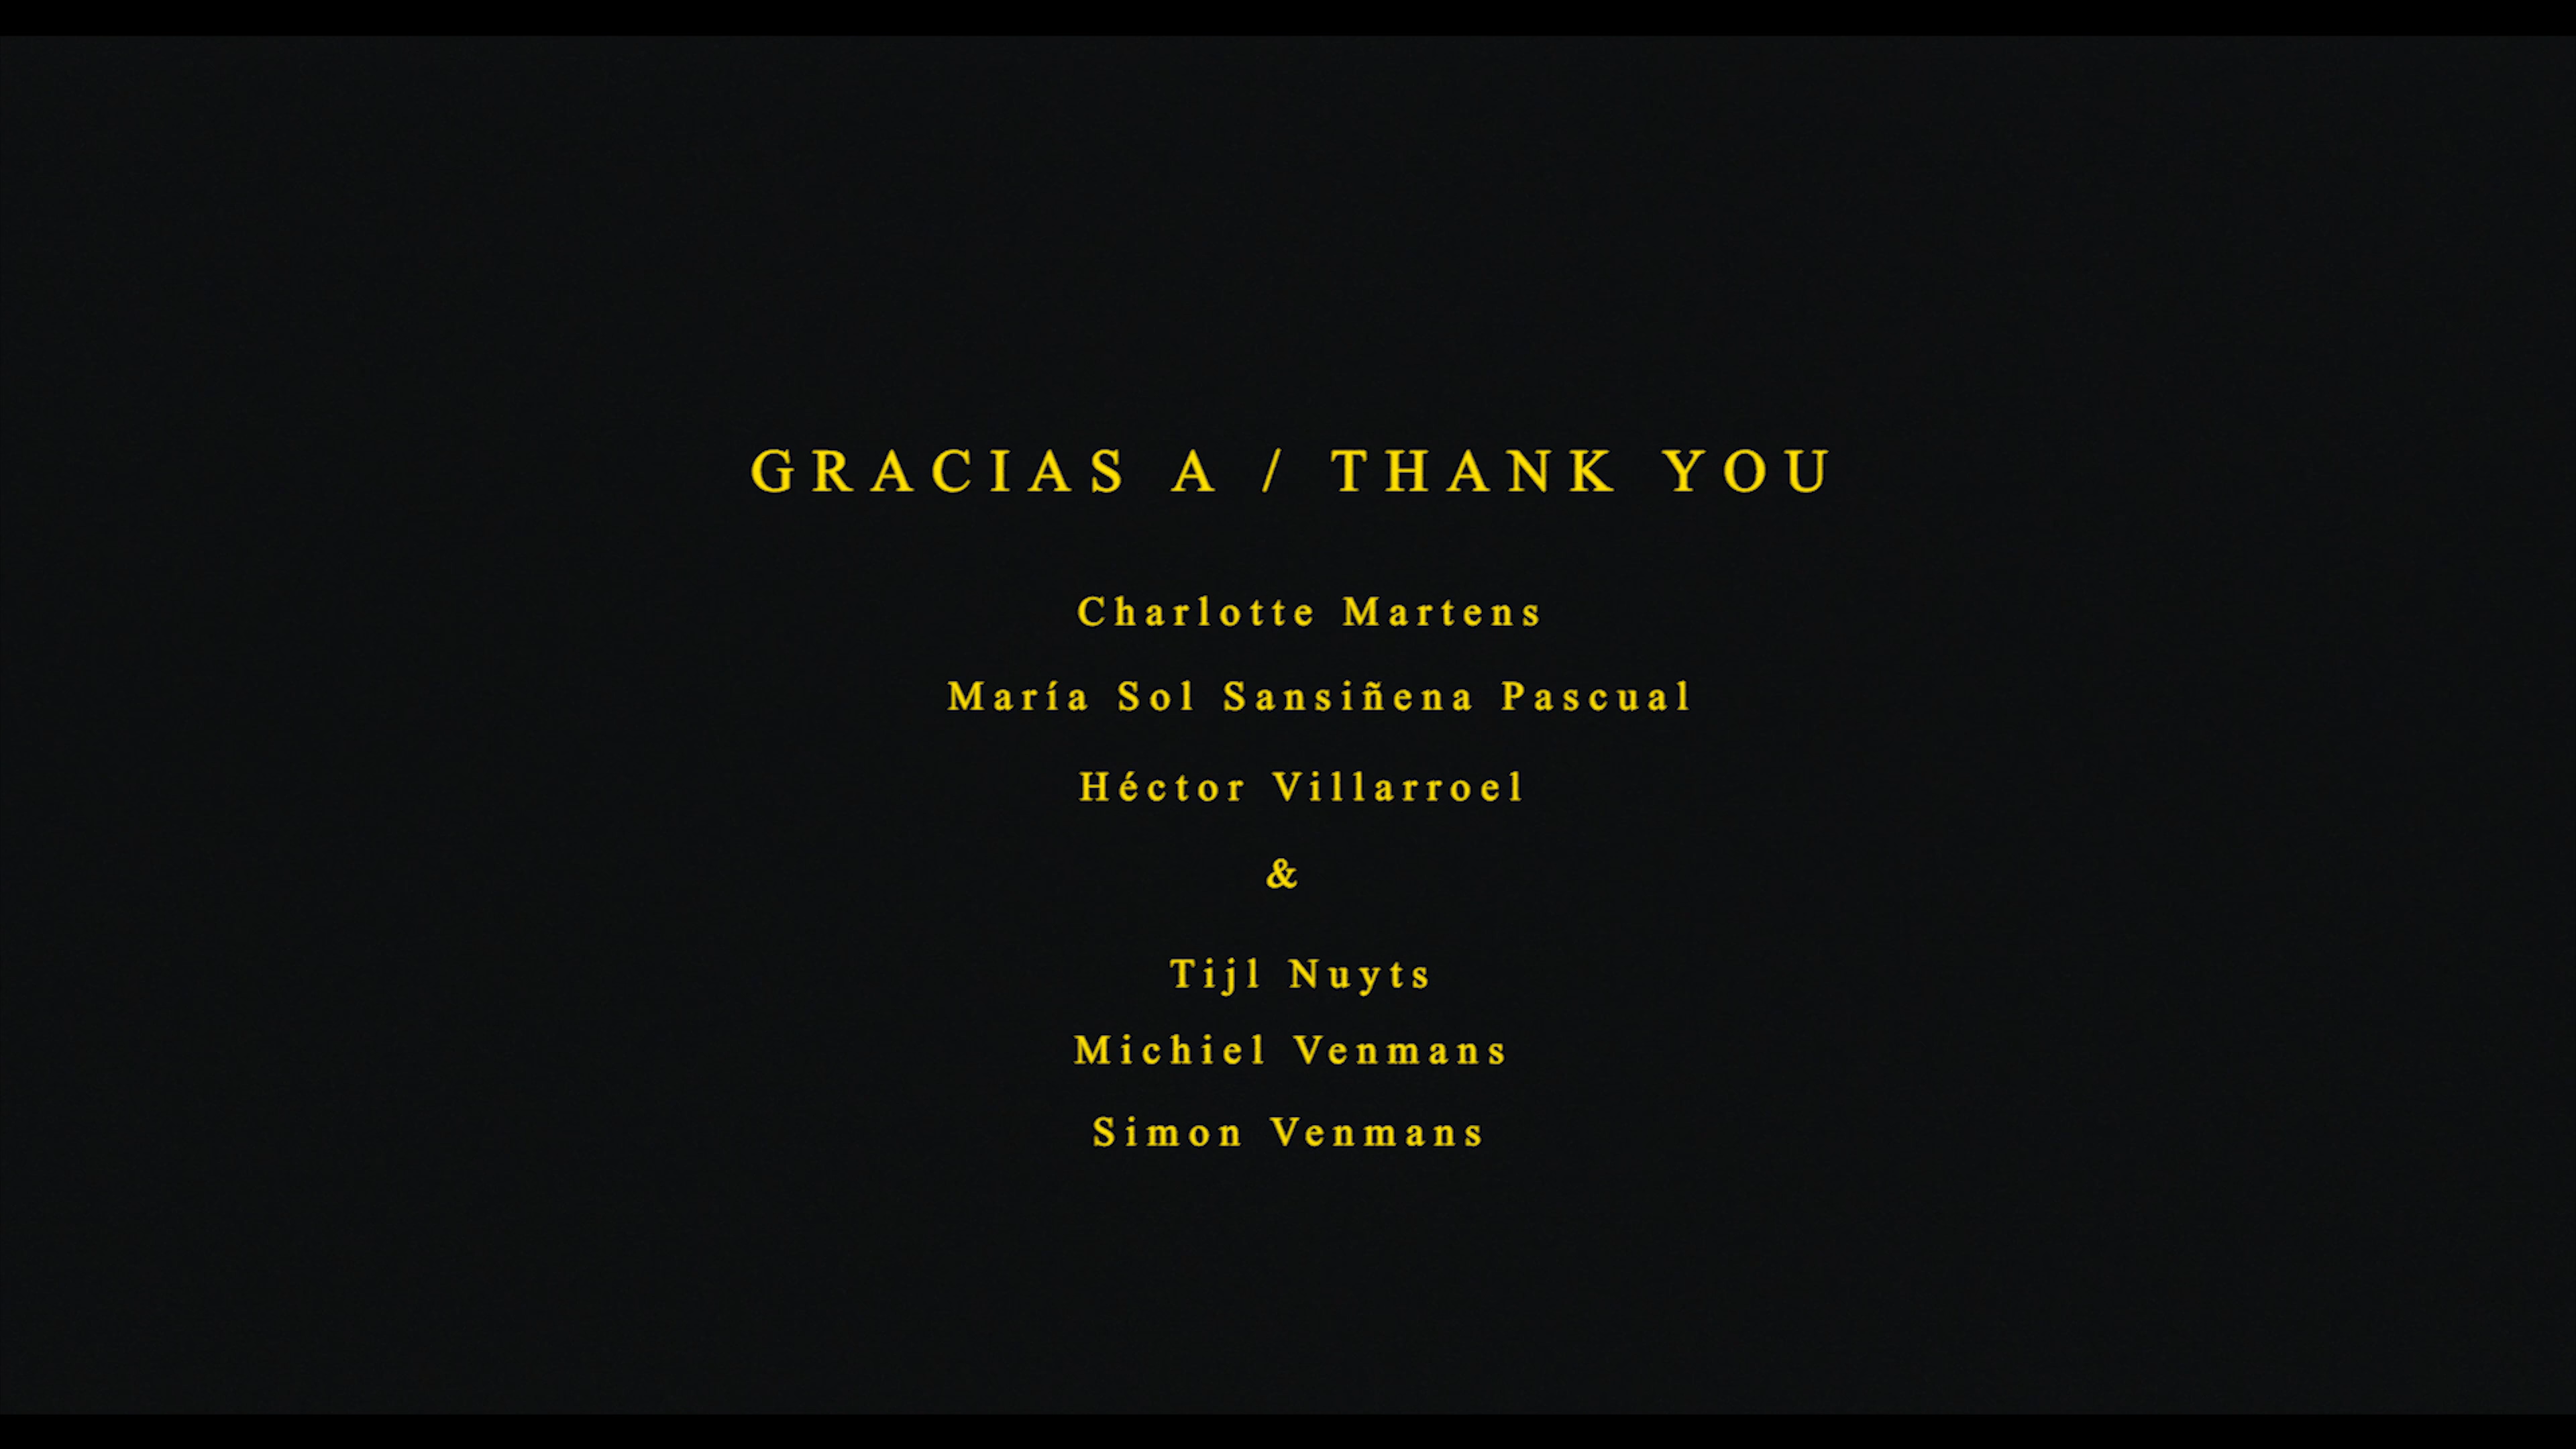 GRACIAS A / THANK YOU
Charlotte Martens
María Sol Sansiñena Pascual
Héctor Villarroel
&
Tijl Nuyts
Michiel Venmans
Simon Venmans